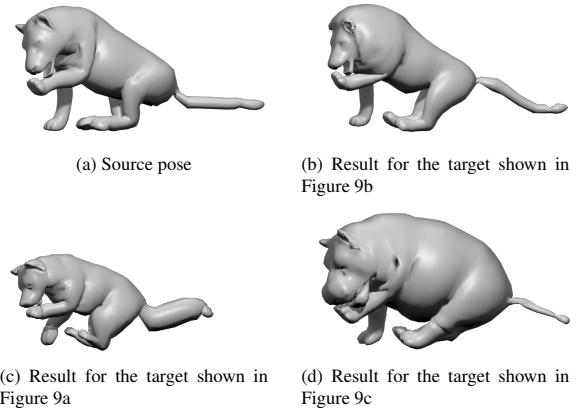 (a) Source pose
(b) Result for the target shown in
Figure 9b
(c) Result for the target shown in
Figure 9a
(d) Result for the target shown in
Figure 9c